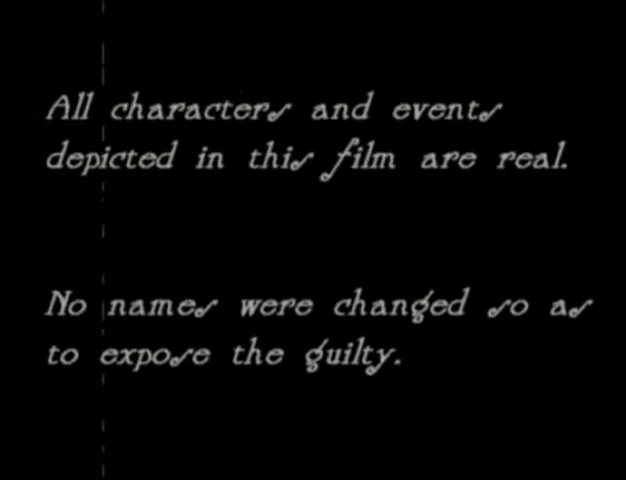 All characters and events
depicted in this film are real.
No names were changed so as
to expose the guilty.